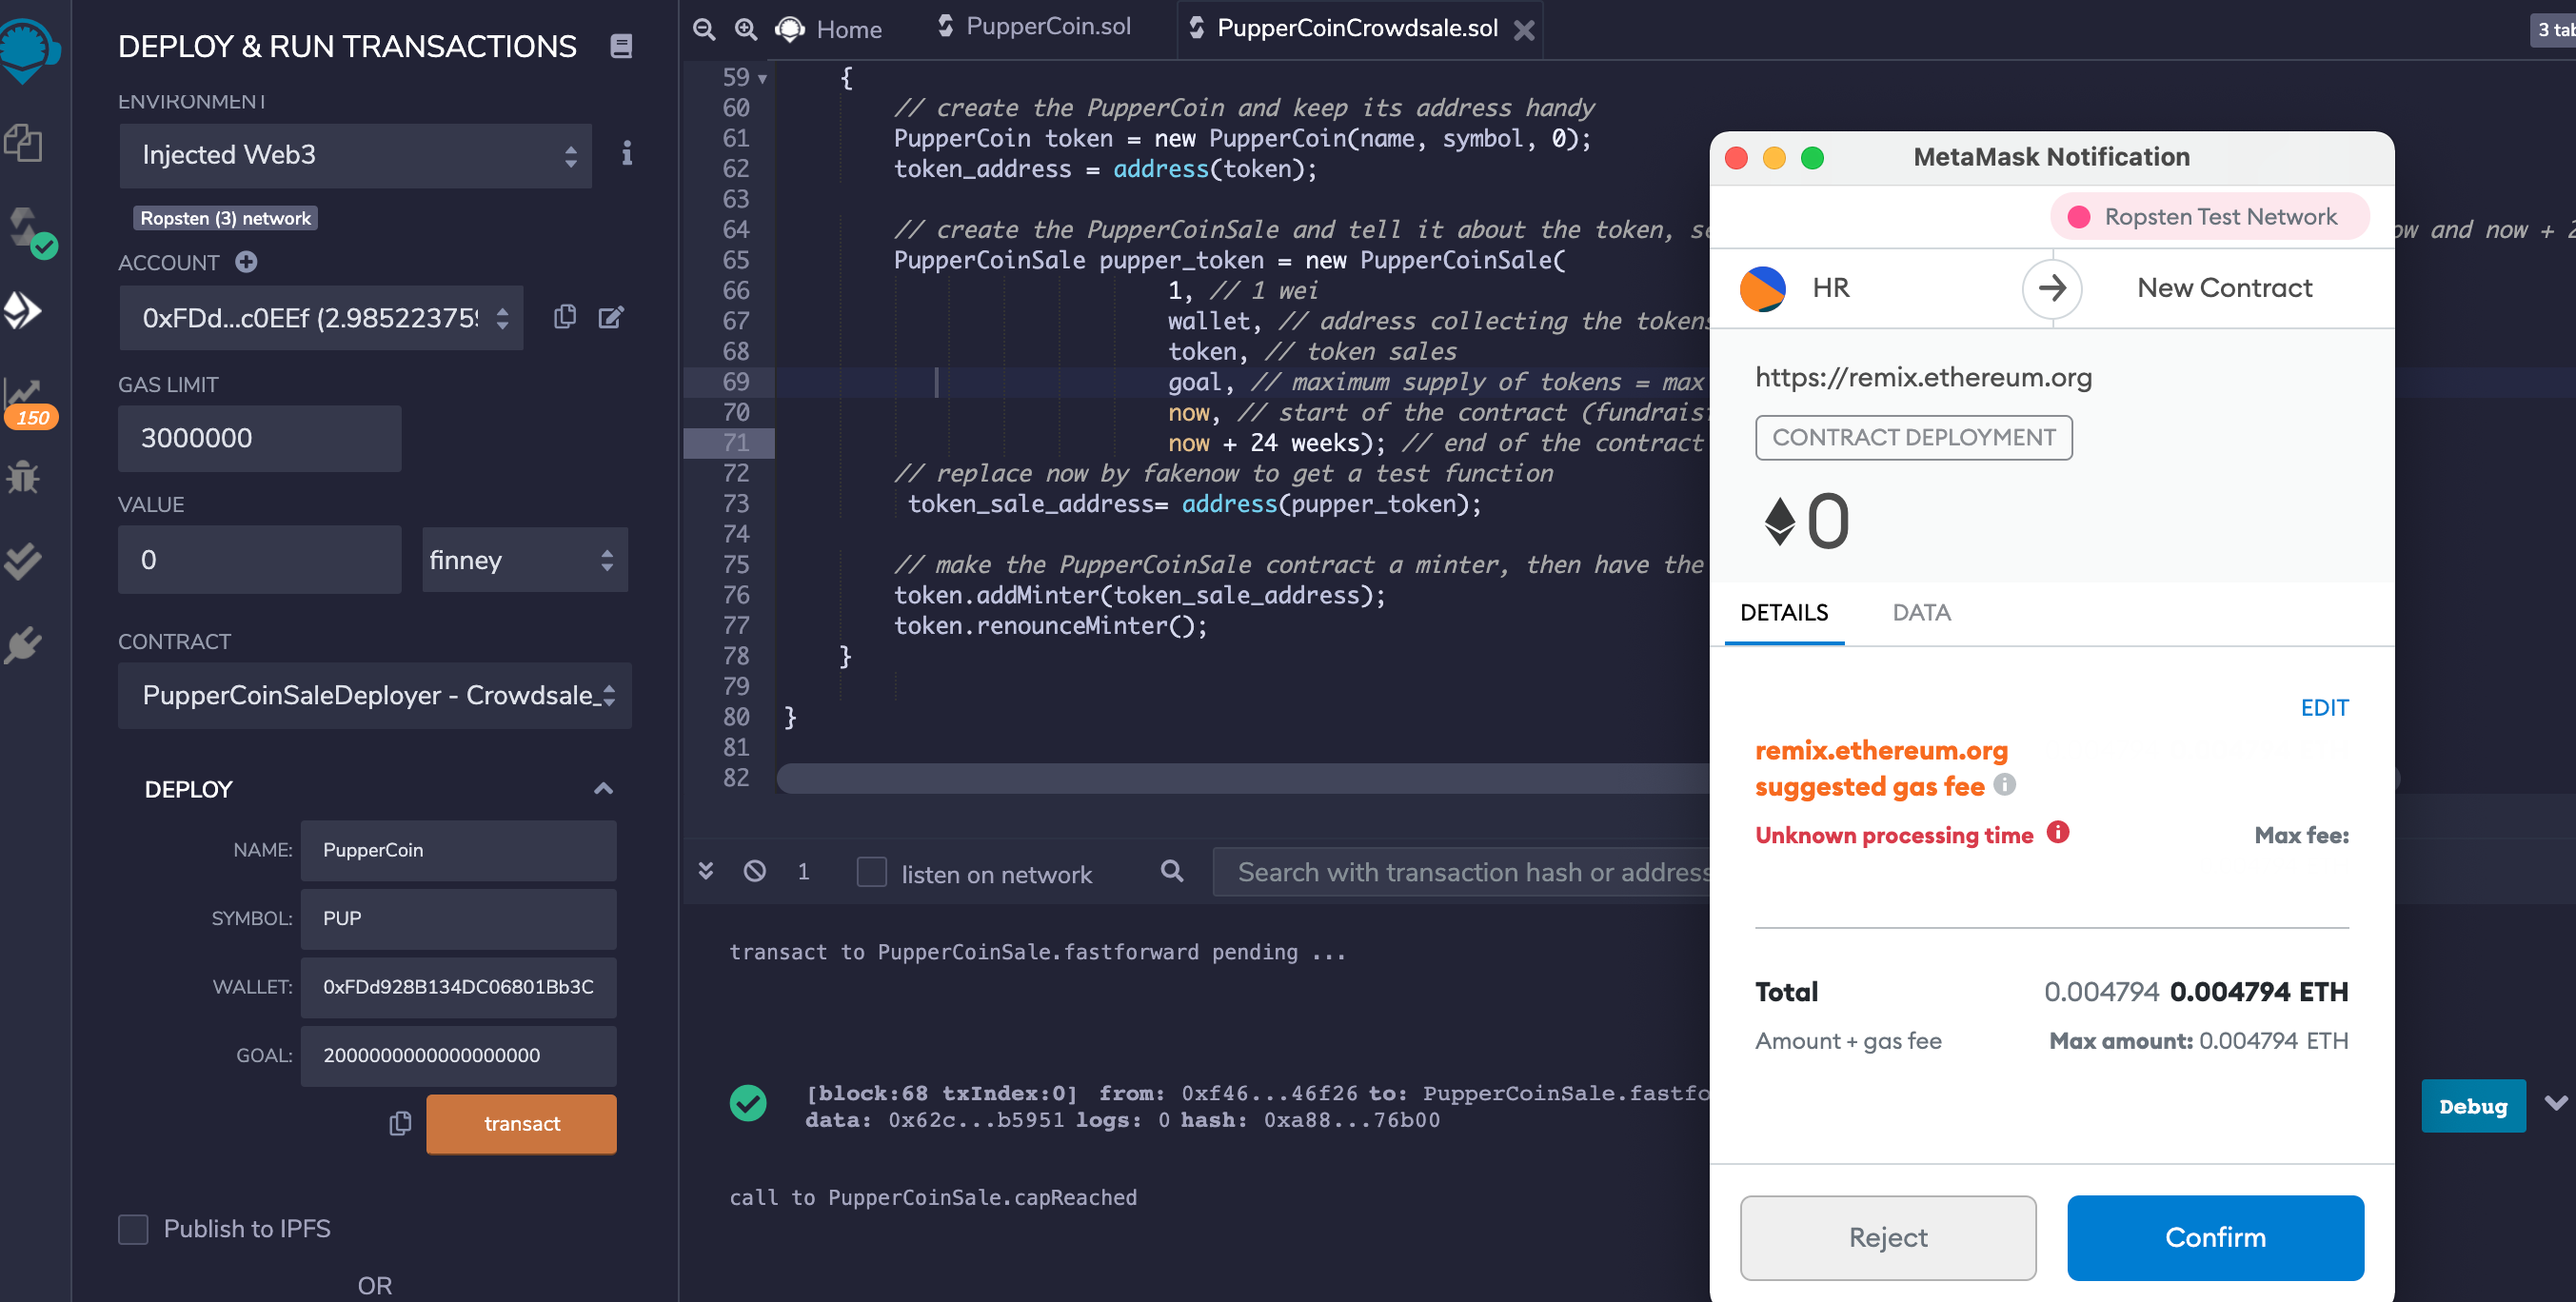 DEPLOY & RUN TRANSACTIONS
ENVIRONMENT
Injected Web3
Ropsten (3) network
ACCOUNT
0xFDd...c0EEf (2.98522375
GAS LIMIT
3000000
VALUE
0
finney
CONTRACT
PupperCoinSaleDeployer - Crowdsale_
DEPLOY
NAME: PupperCoin
SYMBOL: PUP
WALLET: 0xFDd928B134DC06801Bb3C
GOAL: 2000000000000000000
transact
Publish to IPFS
OR
150
Home
PupperCoin.sol
PupperCoinCrowdsale.sol
3 tab
59 {
60 // create the PupperCoin and keep its address handy
61 PupperCoin token = new PupperCoin(name, symbol, 0);
62 token_address = address(token);
63
64 // create the PupperCoinSale and tell it about the token, se
ow and now + 2
65 PupperCoinSale pupper_token = new PupperCoinSale(
66 1, // 1 wei
67 wallet, // address collecting the tokens
68 token, // token sales
69 goal, // maximum supply of tokens = max
70 now, // start of the contract (fundrais
71 now + 24 weeks); // end of the contract
72 // replace now by fakenow to get a test function
73 token_sale_address= address(pupper_token);
74
75 // make the PupperCoinSale contract a minter, then have the
76 token.addMinter(token_sale_address);
77 token.renounceMinter();
78 }
79
80 }
81
82
1
listen on network
Search with transaction hash or address
transact to PupperCoinSale.fastforward pending ...
[block:68 txIndex:0] from: 0xf46...46f26 to: PupperCoinSale.fastfo
data: 0x62c...b5951 logs: 0 hash: 0xa88...76b00
Debug
call to PupperCoinSale.capReached
MetaMask Notification
Ropsten Test Network
HR
New Contract
https://remix.ethereum.org
CONTRACT DEPLOYMENT
0
DETAILS
DATA
EDIT
remix.ethereum.org
suggested gas fee
Unknown processing time
Max fee:
Total 0.004794 0.004794 ETH
Amount + gas fee Max amount: 0.004794 ETH
Reject
Confirm